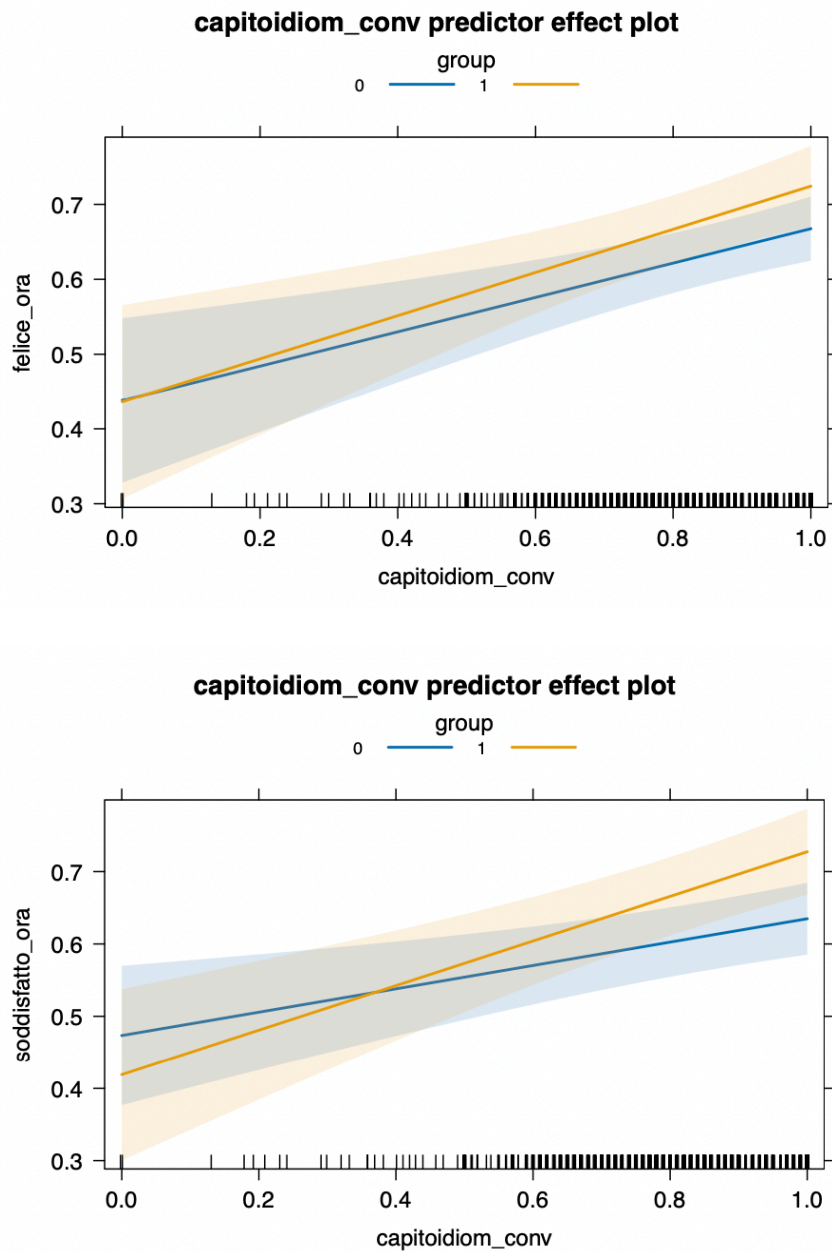 capitoidiom_conv predictor effect plot
group
0 1
0.7
0.6
0.5
0.4
0.3
felice_ora
0.0 0.2 0.4 0.6 0.8 1.0
capitoidiom_conv
capitoidiom_conv predictor effect plot
group
0 1
0.7
0.6
0.5
0.4
0.3
soddisfatto_ora
0.0 0.2 0.4 0.6 0.8 1.0
capitoidiom_conv